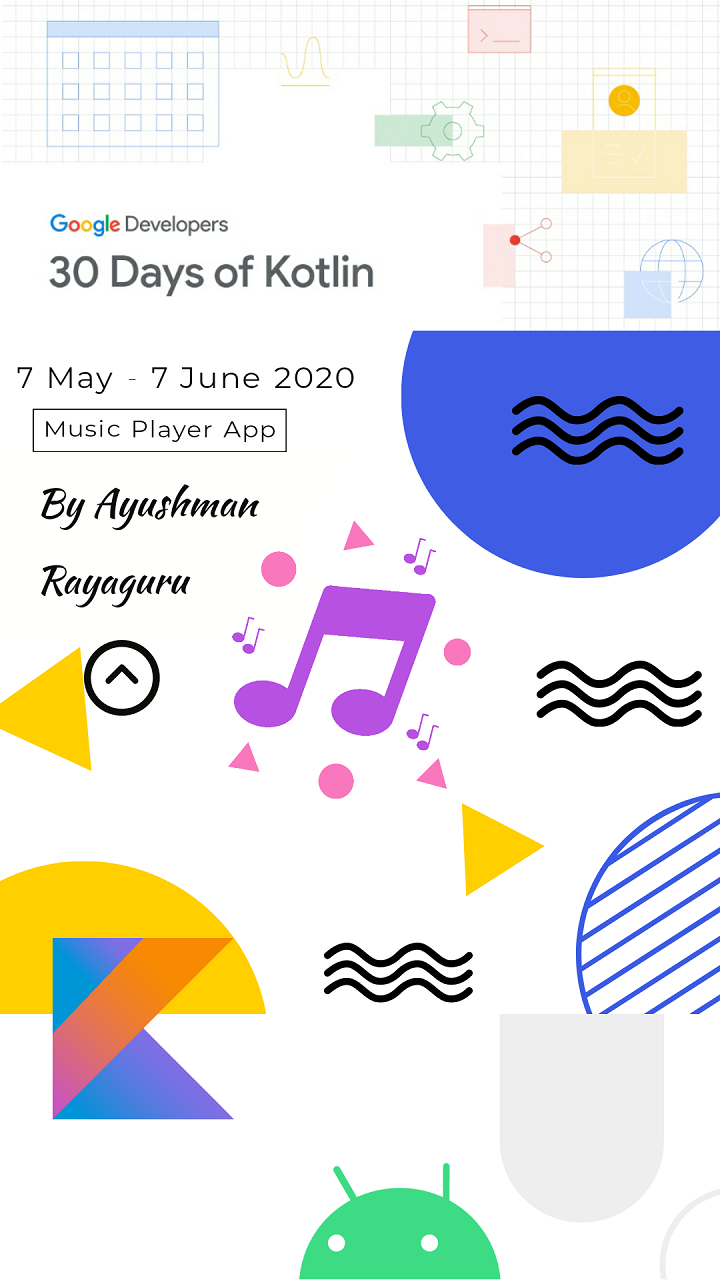 Google Developers
30 Days of Kotlin
7 May - 7 June 2020
Music Player App
By Ayushman
Rayaguru